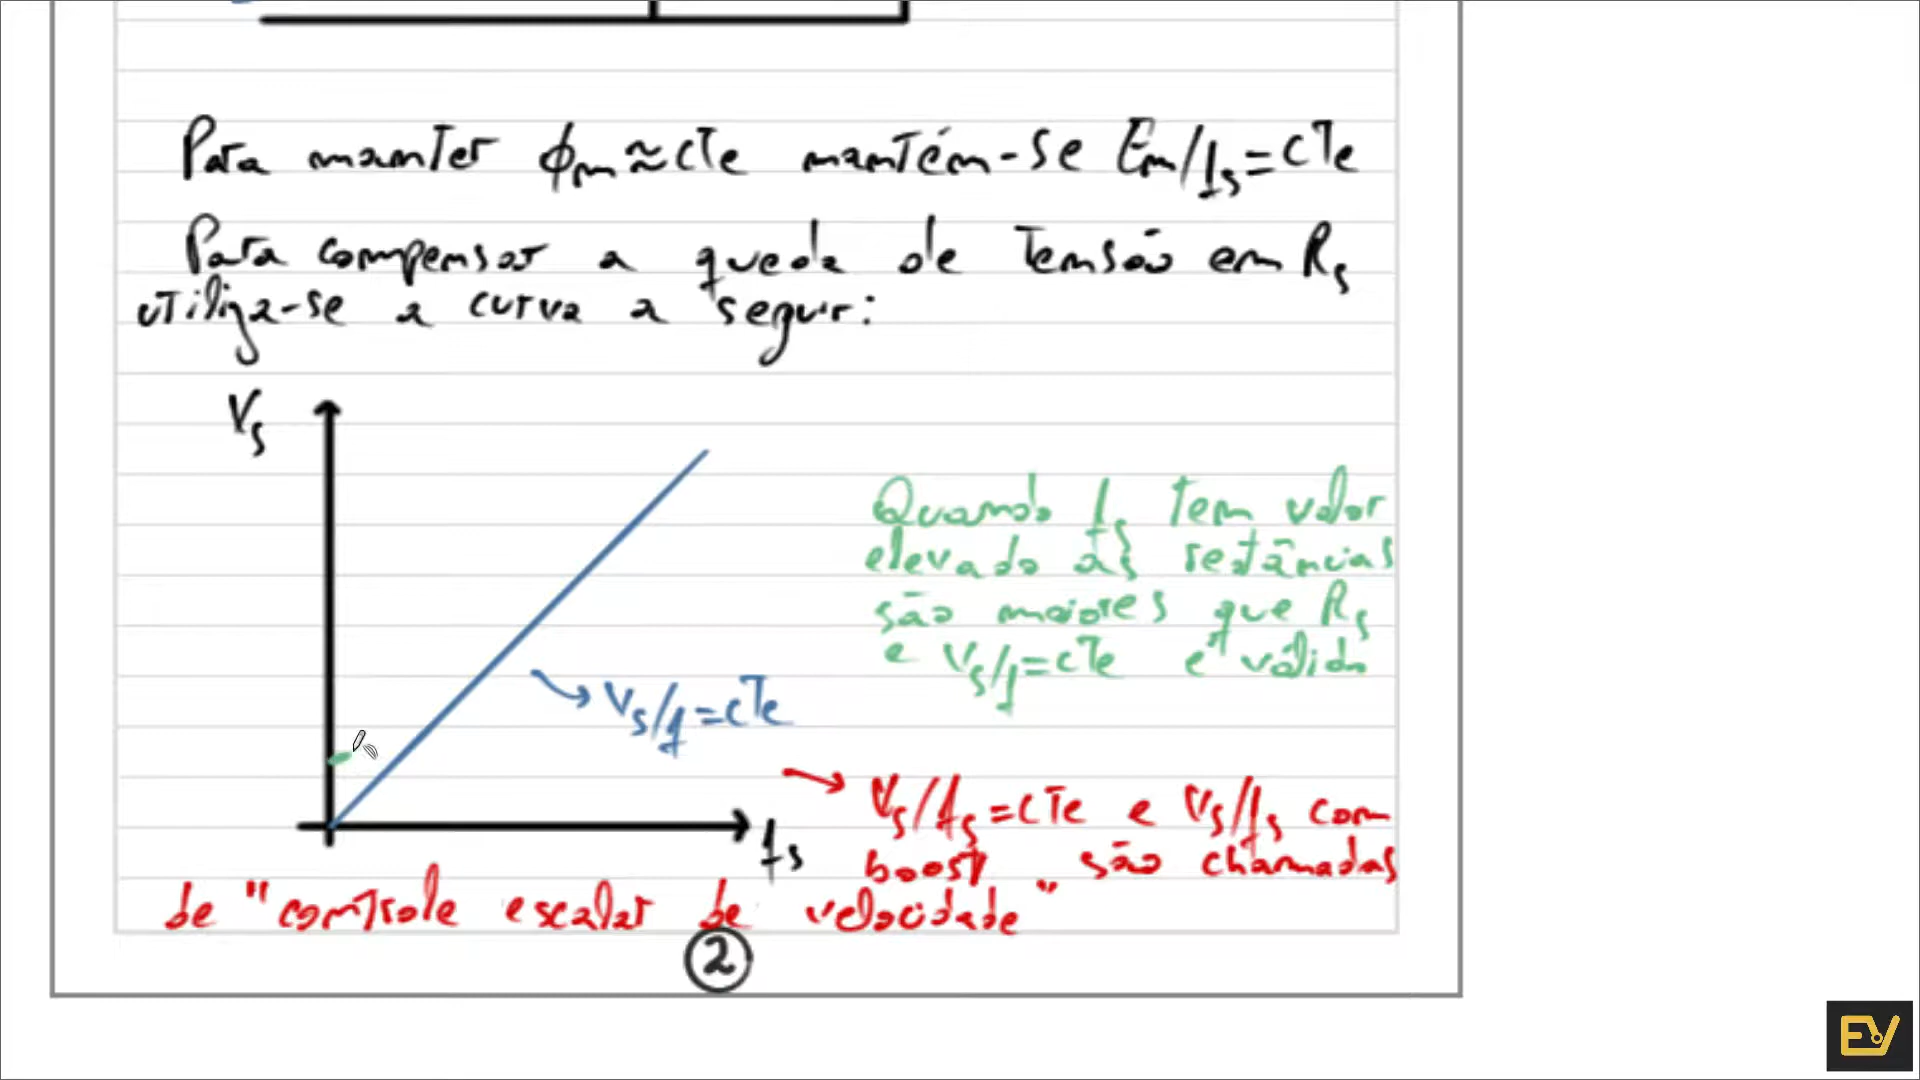 Para manter ϕm≈cTe mantém-se Em/fs=cTe
Para compensar a queda de Tensão em Rs
utiliza-se a curva a seguir:
Vs
Quando fs tem valor
elevado as reatâncias
são maiores que Rs
e Vs/f=cTe é válida
→ Vs/f=cTe
→ Vs/fs=cTe e Vs/fs com
fs
boost são chamadas
de "controle escalar de velocidade"
2
EV